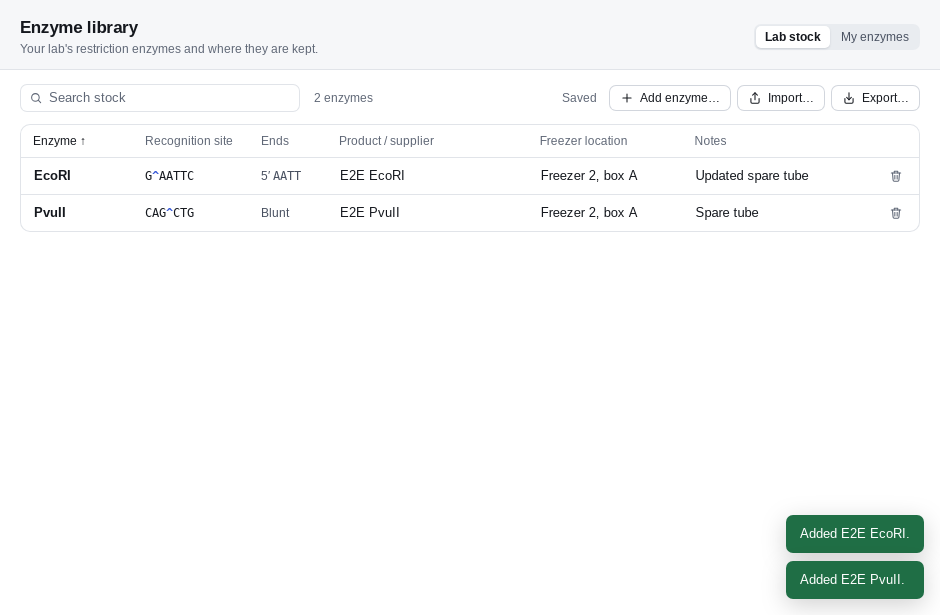 Enzyme library
Your lab's restriction enzymes and where they are kept.
Lab stock My enzymes
Search stock 2 enzymes Saved Add enzyme… Import… Export…
Enzyme ↑ Recognition site Ends Product / supplier Freezer location Notes
EcoRI G^AATTC 5′ AATT E2E EcoRI Freezer 2, box A Updated spare tube
PvuII CAG^CTG Blunt E2E PvuII Freezer 2, box A Spare tube
Added E2E EcoRI.
Added E2E PvuII.